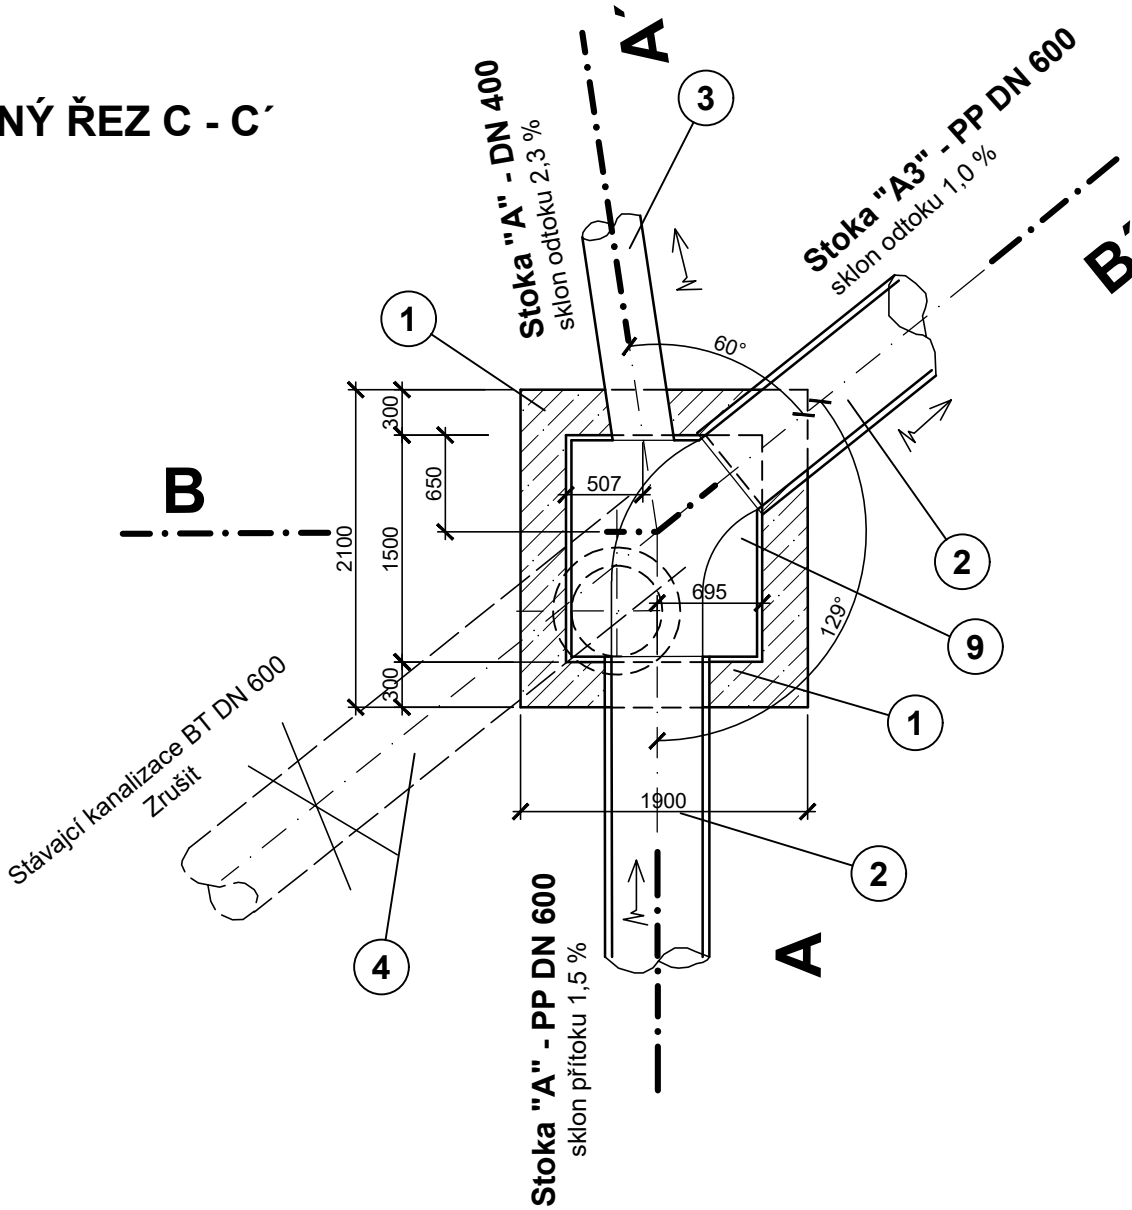 NÝ ŘEZ C - C´
A´
3
Stoka "A" - DN 400
sklon odtoku 2,3 %
Stoka "A3" - PP DN 600
sklon odtoku 1,0 %
B´
1
60°
300
650
507
B
2100
1500
2
695
129°
9
300
1
Stávající kanalizace BT DN 600
Zrušit
1900
2
4
A
Stoka "A" - PP DN 600
sklon přítoku 1,5 %